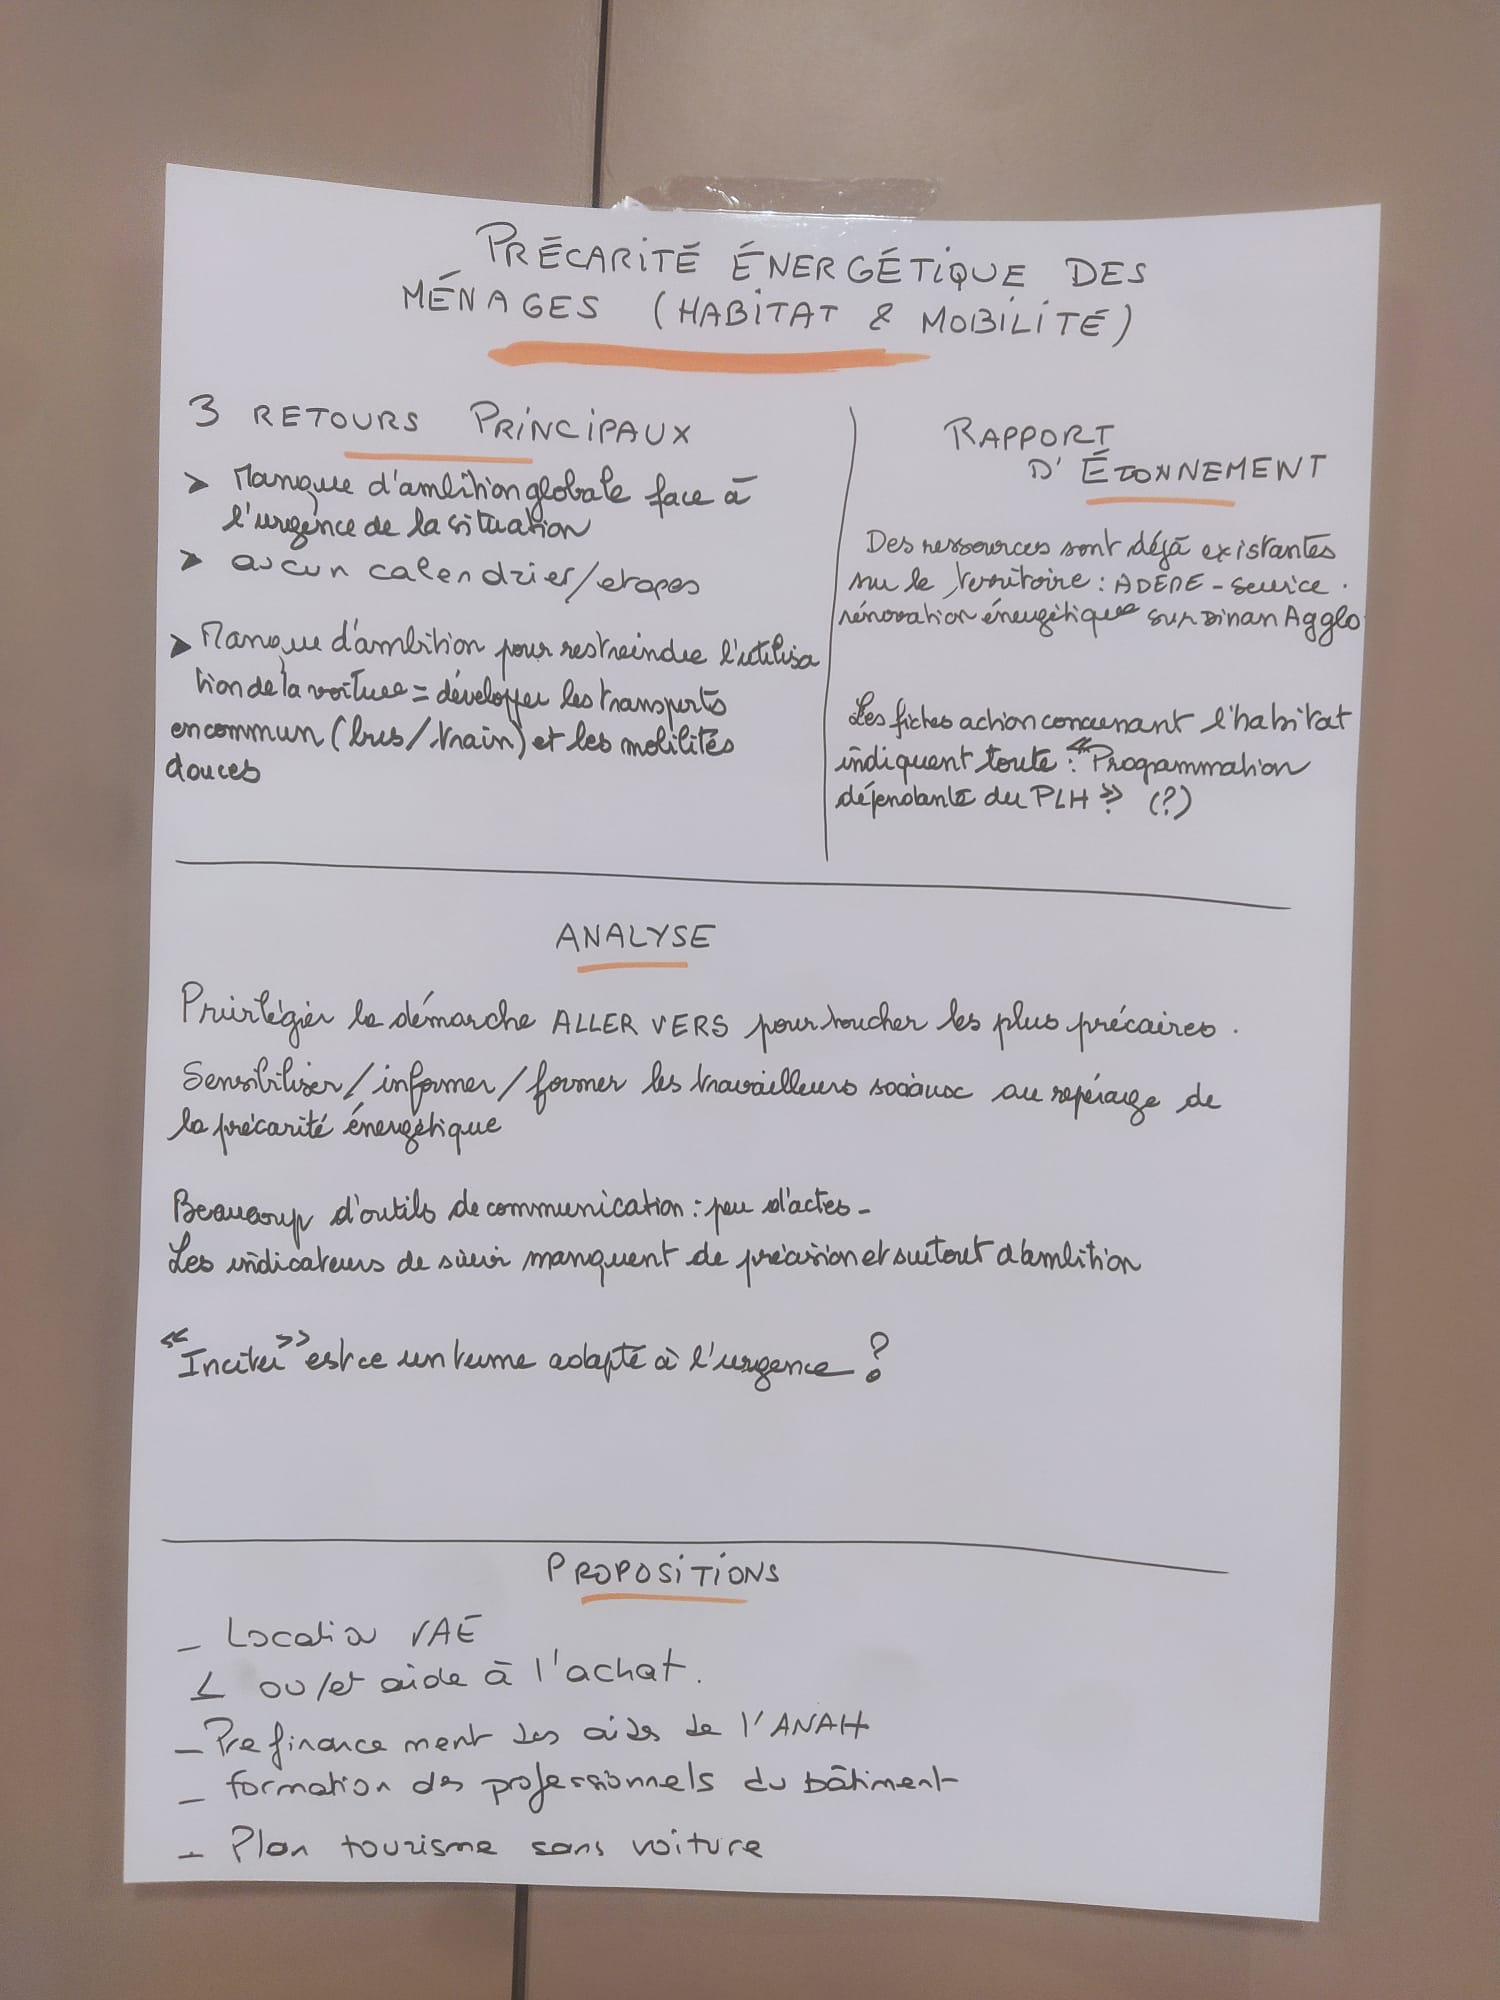 PRÉCARITÉ ÉNERGÉTIQUE DES
MÉNAGES (HABITAT & MOBILITÉ)
3 RETOURS PRINCIPAUX
> Manque d'ambition globale face à
l'urgence de la situation
> aucun calendrier/etapes
> Manque d'ambition pour restreindre l'utilisa
tion de la voiture = développer les transports
en commun (bus/train) et les mobilités
douces
RAPPORT
D'ÉTONNEMENT
Des ressources sont déjà existantes
sur le territoire : ADEME - service
rénovation énergétique sur Dinan Agglo
Les fiches action concernant l'habitat
indiquent toute : "Programmation
dépendante du PLH" (?)
ANALYSE
Privilégier la démarche ALLER VERS pour toucher les plus précaires.
Sensibiliser/informer/former les travailleurs sociaux au repérage de
la précarité énergétique
Beaucoup d'outils de communication : peu d'actes -
Les indicateurs de suivi manquent de précision et surtout d'ambition
"Inciter" est ce un terme adapté à l'urgence ?
PROPOSITIONS
- Location VAE
ou/et aide à l'achat.
- Prefinancement des aides de l'ANAH
- formation des professionnels du bâtiment
- Plan tourisme sans voiture